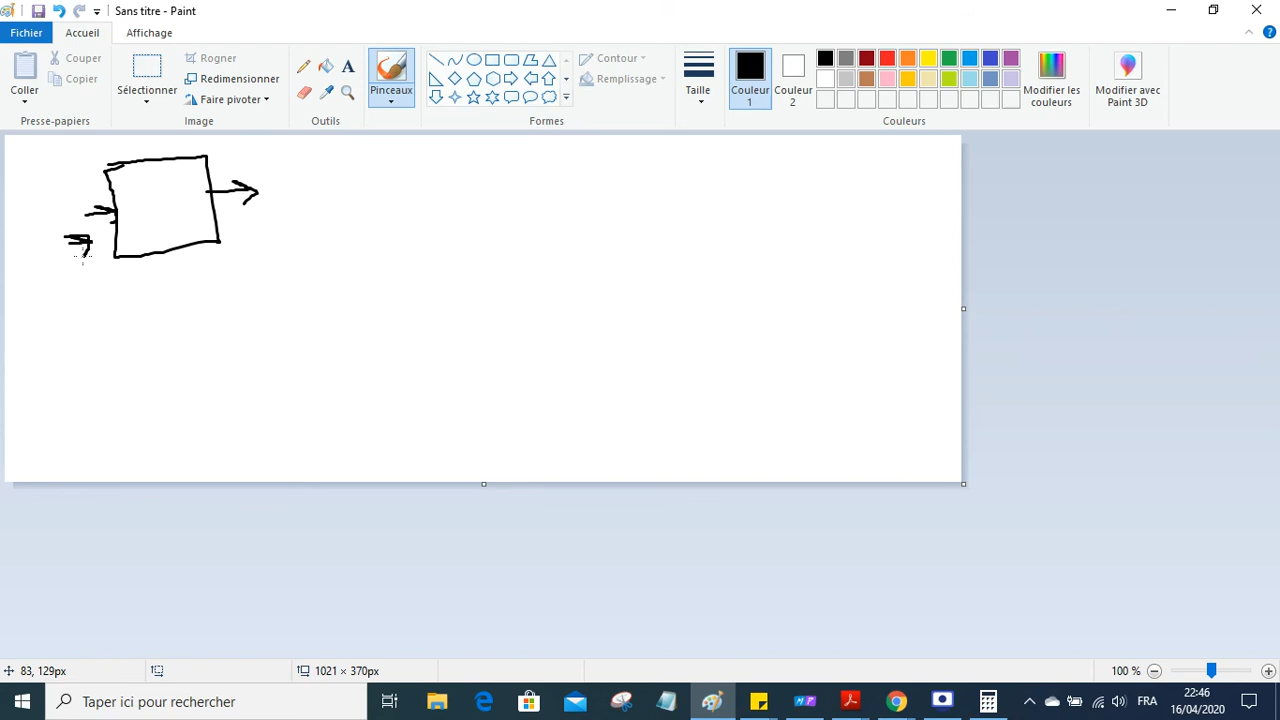 Sans titre - Paint
Fichier Accueil Affichage
Coller
Couper
Copier
Presse-papiers
Sélectionner
Rogner
Redimensionner
Faire pivoter
Image
A
Outils
Pinceaux
Contour
Remplissage
Formes
Taille
Couleur 1
Couleur 2
Modifier les couleurs
Couleurs
Modifier avec Paint 3D
83, 129px
1021 × 370px
100 %
Taper ici pour rechercher
FRA
22:46
16/04/2020